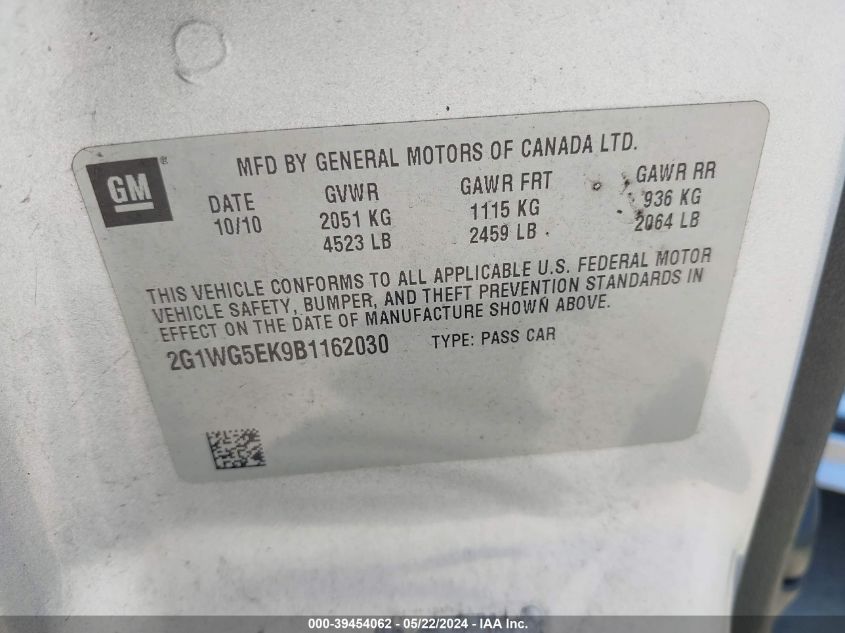 GM ®
MFD BY GENERAL MOTORS OF CANADA LTD.
DATE GVWR GAWR FRT GAWR RR
10/10 2051 KG 1115 KG 936 KG
4523 LB 2459 LB 2064 LB
THIS VEHICLE CONFORMS TO ALL APPLICABLE U.S. FEDERAL MOTOR
VEHICLE SAFETY, BUMPER, AND THEFT PREVENTION STANDARDS IN
EFFECT ON THE DATE OF MANUFACTURE SHOWN ABOVE.
2G1WG5EK9B1162030 TYPE: PASS CAR
000-39454062 - 05/22/2024 - IAA Inc.